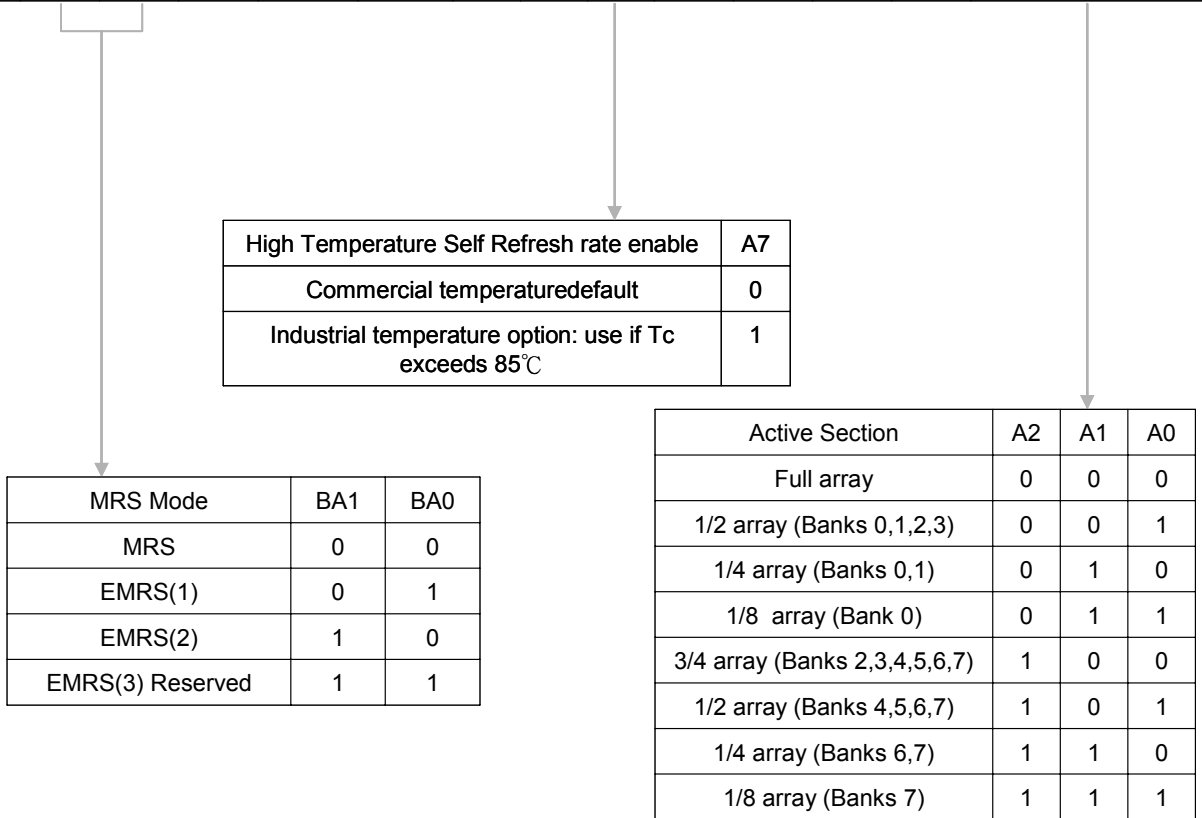 High Temperature Self Refresh rate enable A7
Commercial temperaturedefault 0
Industrial temperature option: use if Tc 1
exceeds 85℃
MRS Mode BA1 BA0
MRS 0 0
EMRS(1) 0 1
EMRS(2) 1 0
EMRS(3) Reserved 1 1
Active Section A2 A1 A0
Full array 0 0 0
1/2 array (Banks 0,1,2,3) 0 0 1
1/4 array (Banks 0,1) 0 1 0
1/8 array (Bank 0) 0 1 1
3/4 array (Banks 2,3,4,5,6,7) 1 0 0
1/2 array (Banks 4,5,6,7) 1 0 1
1/4 array (Banks 6,7) 1 1 0
1/8 array (Banks 7) 1 1 1